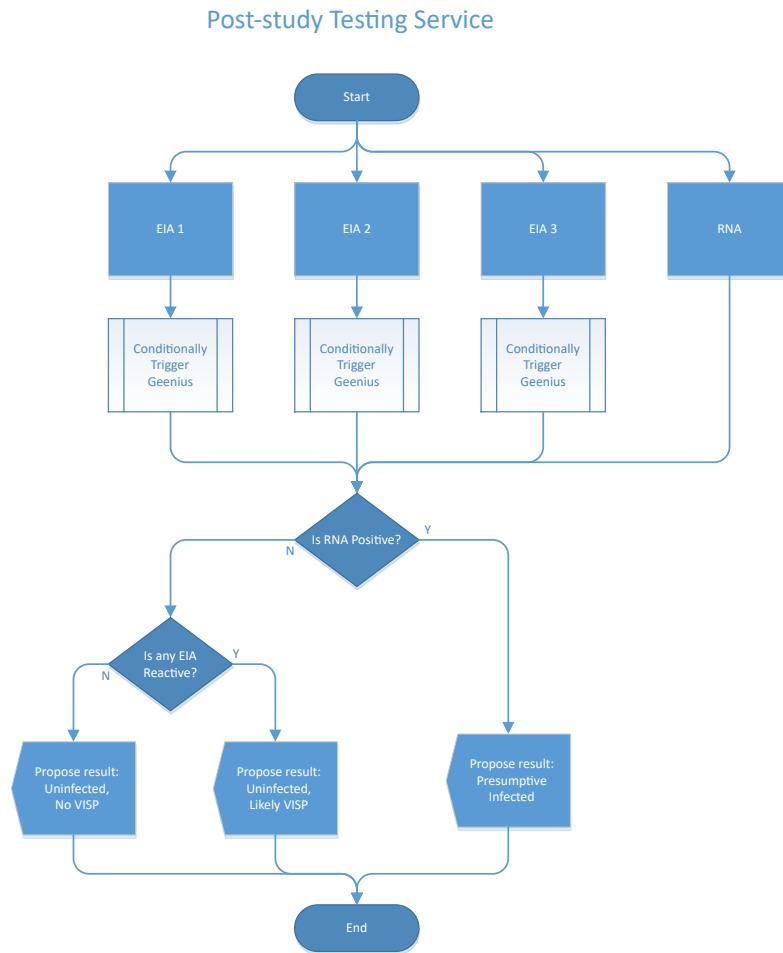 Post-study Testing Service
Start
EIA 1
EIA 2
EIA 3
RNA
Conditionally
Trigger
Geenius
Conditionally
Trigger
Geenius
Conditionally
Trigger
Geenius
Is RNA Positive?
N
Y
Is any EIA
Reactive?
N
Y
Propose result:
Uninfected,
No VISP
Propose result:
Uninfected,
Likely VISP
Propose result:
Presumptive
Infected
End